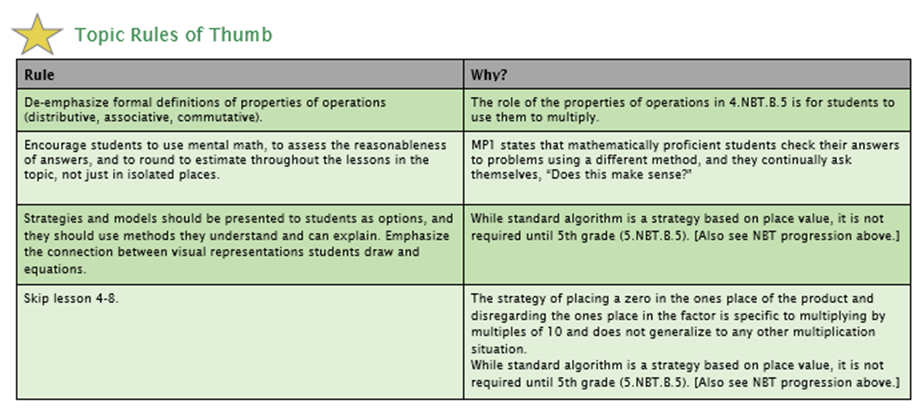 Topic Rules of Thumb
Rule
Why?
De-emphasize formal definitions of properties of operations
(distributive, associative, commutative).
The role of the properties of operations in 4.NBT.B.5 is for students to
use them to multiply.
Encourage students to use mental math, to assess the reasonableness
of answers, and to round to estimate throughout the lessons in the
topic, not just in isolated places.
MP1 states that mathematically proficient students check their answers
to problems using a different method, and they continually ask
themselves, "Does this make sense?"
Strategies and models should be presented to students as options, and
they should use methods they understand and can explain. Emphasize
the connection between visual representations students draw and
equations.
While standard algorithm is a strategy based on place value, it is not
required until 5th grade (5.NBT.B.5). [Also see NBT progression above.]
Skip lesson 4-8.
The strategy of placing a zero in the ones place of the product and
disregarding the ones place in the factor is specific to multiplying by
multiples of 10 and does not generalize to any other multiplication
situation.
While standard algorithm is a strategy based on place value, it is not
required until 5th grade (5.NBT.B.5). [Also see NBT progression above.]